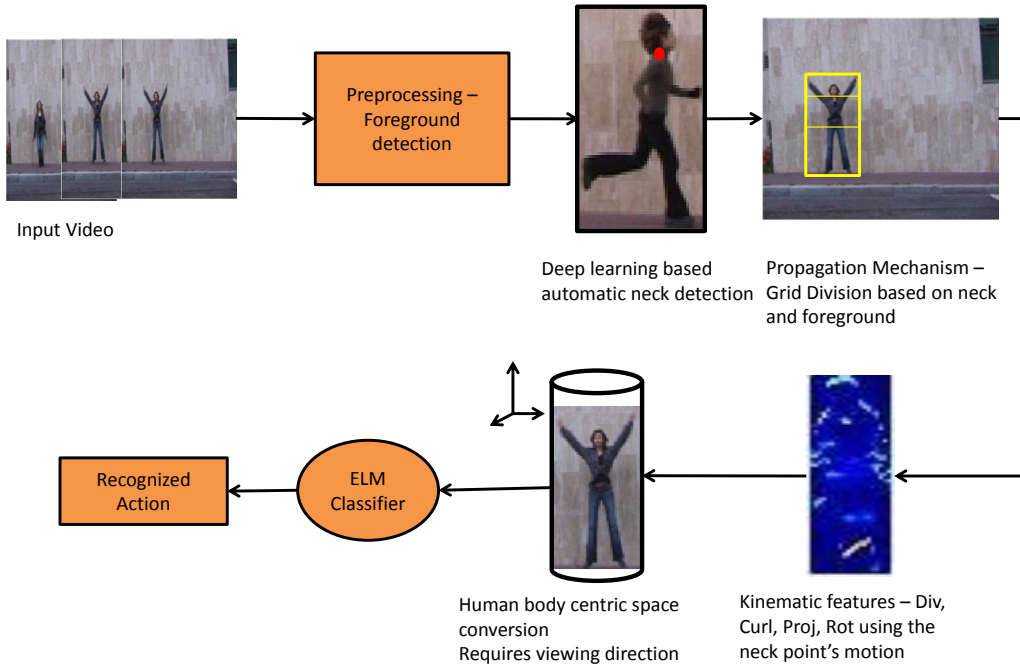 Input Video
Preprocessing –
Foreground
detection
Deep learning based
automatic neck detection
Propagation Mechanism –
Grid Division based on neck
and foreground
Kinematic features – Div,
Curl, Proj, Rot using the
neck point's motion
Human body centric space
conversion
Requires viewing direction
ELM
Classifier
Recognized
Action